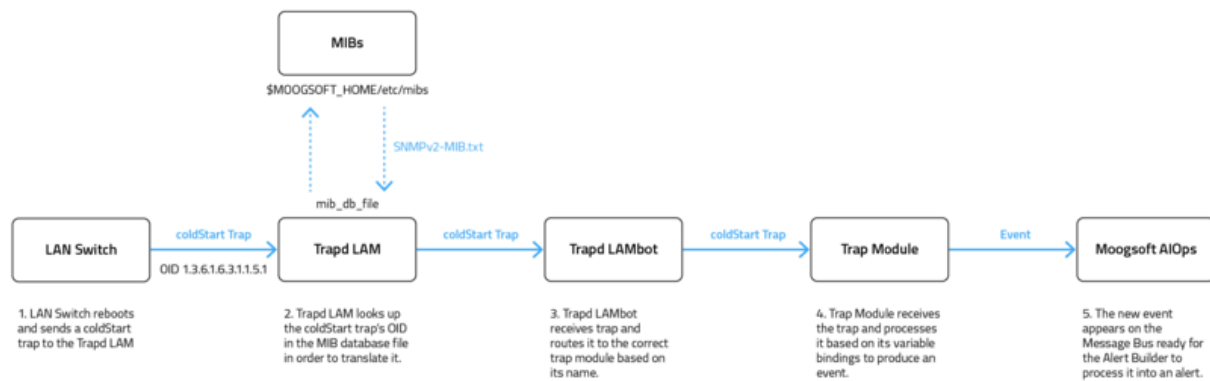 MIBs
$MOOGSOFT_HOME/etc/mibs
SNMPv2-MIB.txt
mib_db_file
LAN Switch
coldStart Trap
OID 1.3.6.1.6.3.1.1.5.1
Trapd LAM
coldStart Trap
Trapd LAMbot
coldStart Trap
Trap Module
Event
Moogsoft AIOps
1. LAN Switch reboots
and sends a coldStart
trap to the Trapd LAM
2. Trapd LAM looks up
the coldStart trap's OID
in the MIB database file
in order to translate it.
3. Trapd LAMbot
receives trap and
routes it to the correct
trap module based on
its name.
4. Trap Module receives
the trap and processes
it based on its variable
bindings to produce an
event.
5. The new event
appears on the
Message Bus ready for
the Alert Builder to
process it into an alert.